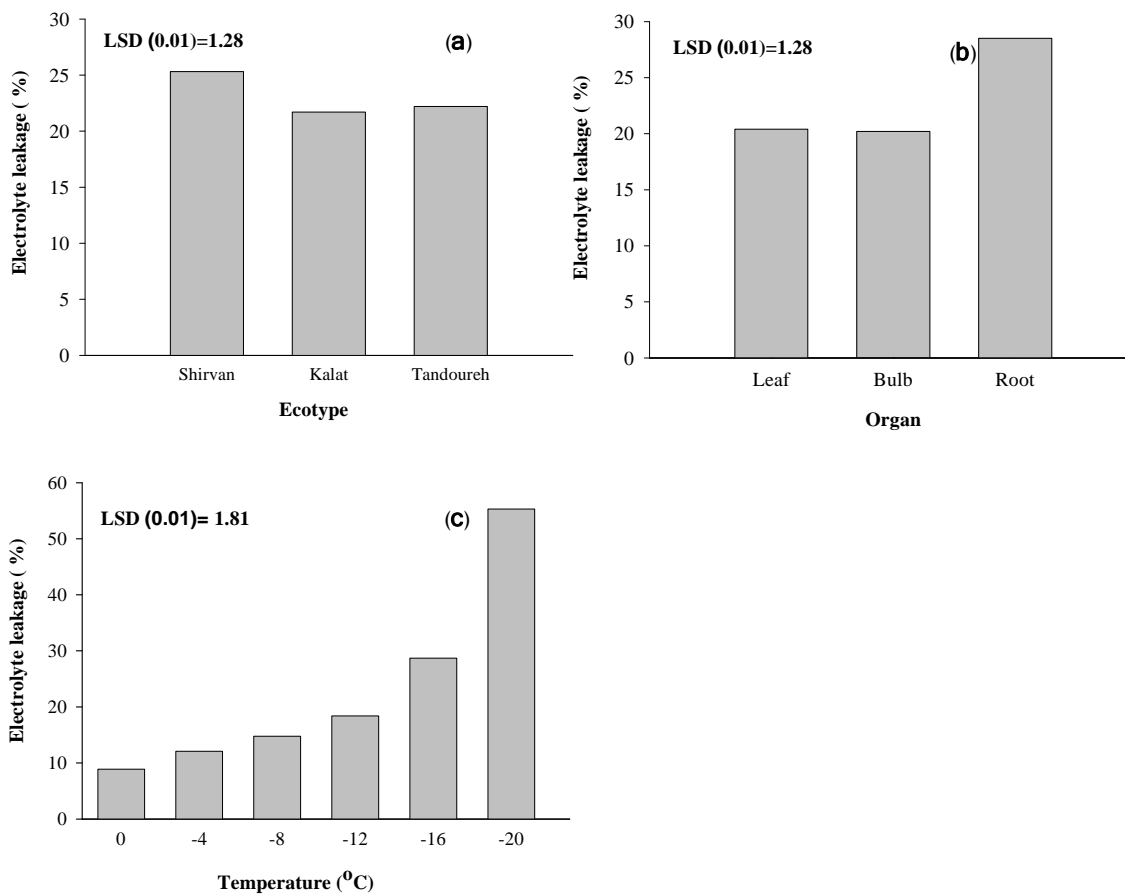 LSD (0.01)=1.28
(a)
Electrolyte leakage ( %)
30
25
20
15
10
5
0
Shirvan Kalat Tandoureh
Ecotype
LSD (0.01)=1.28
(b)
Electrolyte leakage ( %)
30
25
20
15
10
5
0
Leaf Bulb Root
Organ
LSD (0.01)= 1.81
(c)
Electrolyte leakage ( %)
60
50
40
30
20
10
0
0 -4 -8 -12 -16 -20
Temperature (⁰C)